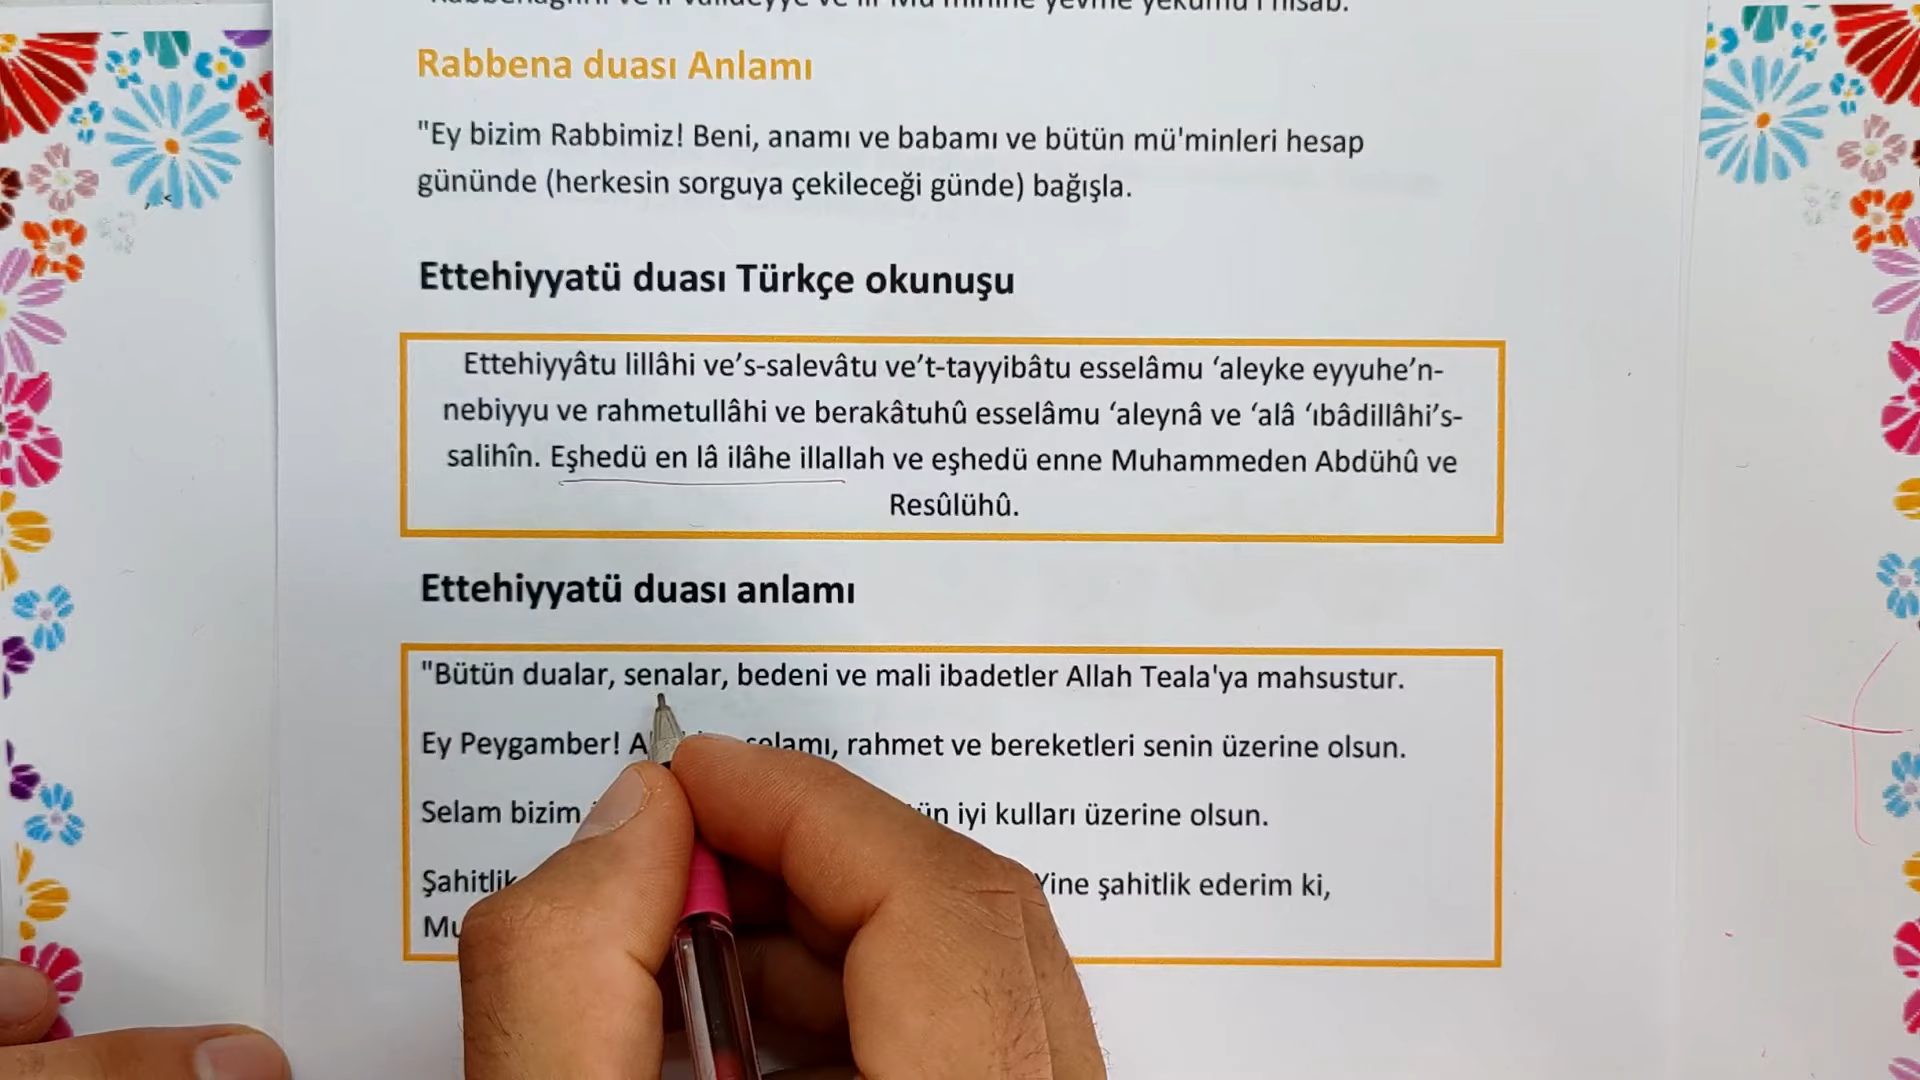 Rabbena duası Anlamı
"Ey bizim Rabbimiz! Beni, anamı ve babamı ve bütün mü'minleri hesap
gününde (herkesin sorguya çekileceği günde) bağışla.
Ettehiyyatü duası Türkçe okunuşu
Ettehiyyâtu lillâhi ve’s-salevâtu ve’t-tayyibâtu esselâmu ‘aleyke eyyuhe’n-
nebiyyu ve rahmetullâhi ve berakâtuhû esselâmu ‘aleynâ ve ‘alâ ‘ıbâdillâhi’s-
salihîn. Eşhedü en lâ ilâhe illallah ve eşhedü enne Muhammeden Abdühû ve
Resûlühû.
Ettehiyyatü duası anlamı
"Bütün dualar, senalar, bedeni ve mali ibadetler Allah Teala'ya mahsustur.
Ey Peygamber! selamı, rahmet ve bereketleri senin üzerine olsun.
Selam bizim iyi kulları üzerine olsun.
Şahitlik Yine şahitlik ederim ki,